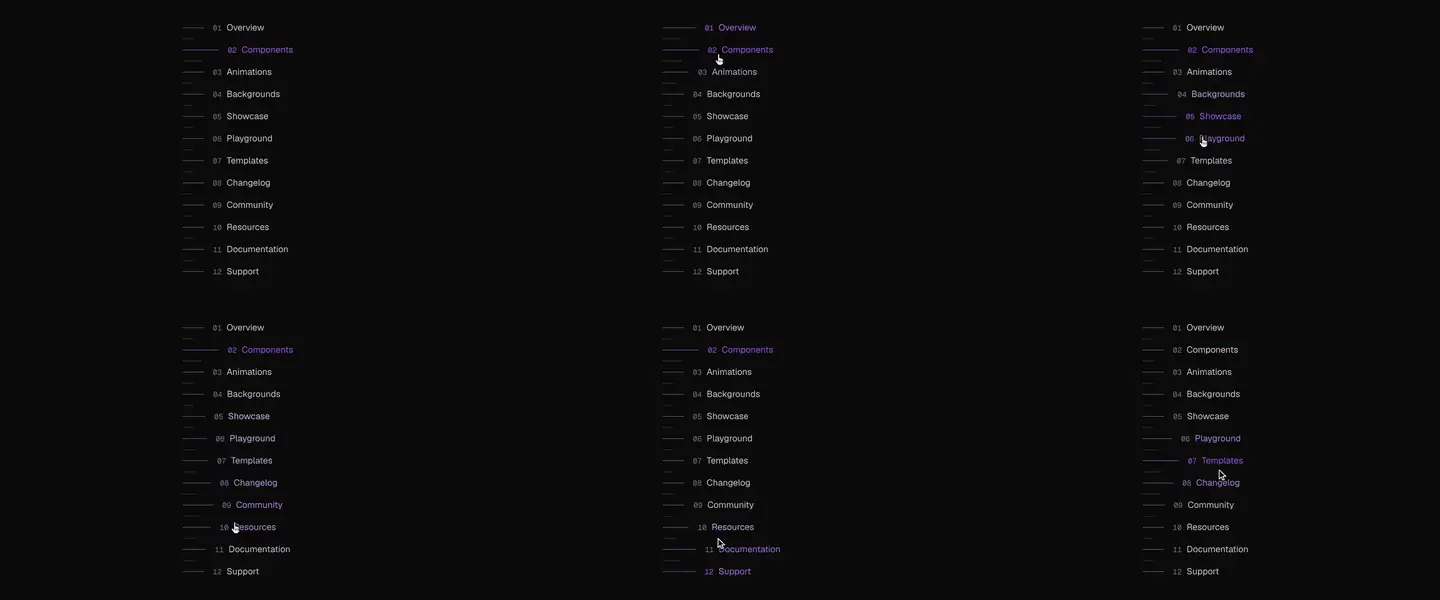 01 Overview
02 Components
03 Animations
04 Backgrounds
05 Showcase
06 Playground
07 Templates
08 Changelog
09 Community
10 Resources
11 Documentation
12 Support
01 Overview
02 Components
03 Animations
04 Backgrounds
05 Showcase
06 Playground
07 Templates
08 Changelog
09 Community
10 Resources
11 Documentation
12 Support
01 Overview
02 Components
03 Animations
04 Backgrounds
05 Showcase
06 Playground
07 Templates
08 Changelog
09 Community
10 Resources
11 Documentation
12 Support
01 Overview
02 Components
03 Animations
04 Backgrounds
05 Showcase
06 Playground
07 Templates
08 Changelog
09 Community
10 Resources
11 Documentation
12 Support
01 Overview
02 Components
03 Animations
04 Backgrounds
05 Showcase
06 Playground
07 Templates
08 Changelog
09 Community
10 Resources
11 Documentation
12 Support
01 Overview
02 Components
03 Animations
04 Backgrounds
05 Showcase
06 Playground
07 Templates
08 Changelog
09 Community
10 Resources
11 Documentation
12 Support